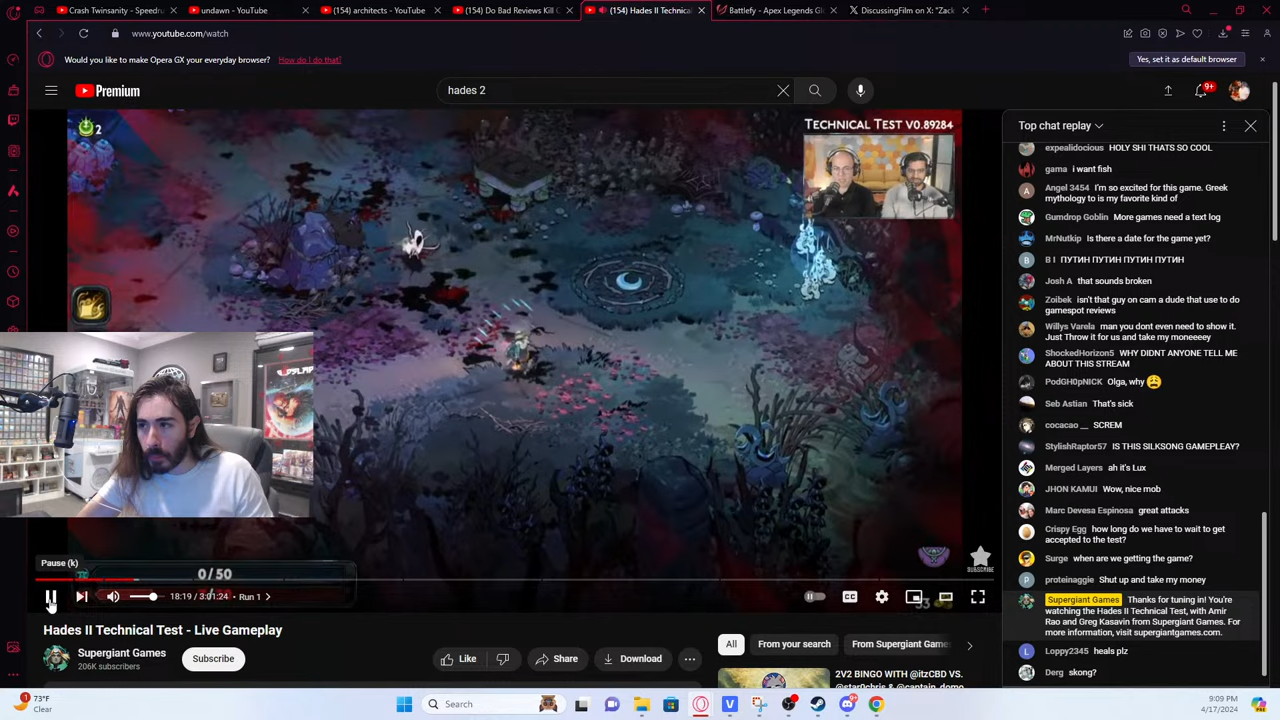 Crash Twinsanity - Speedru
undawn - YouTube
(154) architects - YouTube
(154) Do Bad Reviews Kill
(154) Hades II Technical
Battlefy - Apex Legends Gl
DiscussingFilm on X: "Zack
www.youtube.com/watch
Would you like to make Opera GX your everyday browser? How do I do that!
Yes, set it as default browser
Premium
hades 2
9+
Top chat replay
2
TECHNICAL TEST V0.89284
expealidocious HOLY SHI THATS SO COOL
gama i want fish
Angel 3454 I'm so excited for this game. Greek
mythology to is my favorite kind of
Gumdrop Goblin More games need a text log
MrNutkip Is there a date for the game yet?
B I ПУТИН ПУТИН ПУТИН ПУТИН
Josh A that sounds broken
Zoibek isn't that guy on cam a dude that use to do
gamespot reviews
Willys Varela man you dont even need to show it.
Just Throw it for us and take my moneeeey
ShockedHorizon5 WHY DIDNT ANYONE TELL ME
ABOUT THIS STREAM
PodGH0pNICK Olga, why
Seb Astian That's sick
cocacao __ SCREM
StylishRaptor57 IS THIS SILKSONG GAMEPLEAY?
Merged Layers ah it's Lux
JHON KAMUI Wow, nice mob
Marc Devesa Espinosa great attacks
Crispy Egg how long do we have to wait to get
accepted to the test?
Surge when are we getting the game?
proteinaggie Shut up and take my money
Supergiant Games Thanks for tuning in! You're
watching the Hades II Technical Test, with Amir
Rao and Greg Kasavin from Supergiant Games. For
more information, visit supergiantgames.com.
Loppy2345 heals plz
Derg skong?
Pause (k)
0/50
SUBSCRIBE
18:19 / 3:01:24 • Run 1
Hades II Technical Test - Live Gameplay
Supergiant Games
206K subscribers
Subscribe
Like
Share
Download
All
From your search
From Supergiant Game
2V2 BINGO WITH @itzCBD VS.
@star0chris & @captain_domo
1
73°F
Clear
Search
9:09 PM
4/17/2024